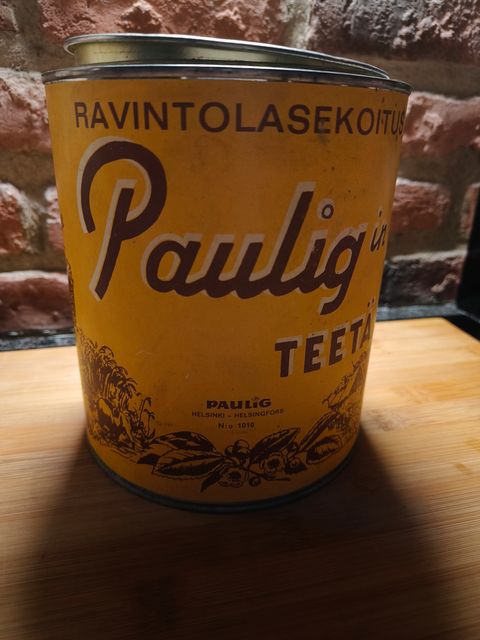 RAVINTOLASEKOITUS
Paulig in
TEETÄ
PAULIG
HELSINKI – HELSINGFORS
N:o 1010